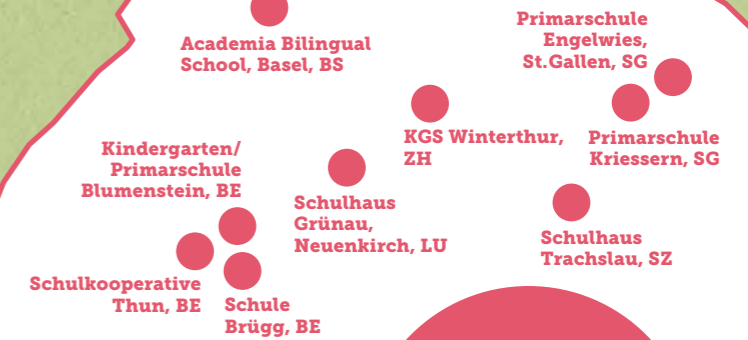 Primarschule
Engelwies,
St.Gallen, SG
Academia Bilingual
School, Basel, BS
KGS Winterthur,
ZH
Primarschule
Kriessern, SG
Kindergarten/
Primarschule
Blumenstein, BE
Schulhaus
Grünau,
Neuenkirch, LU
Schulhaus
Trachslau, SZ
Schulkooperative
Thun, BE
Schule
Brügg, BE